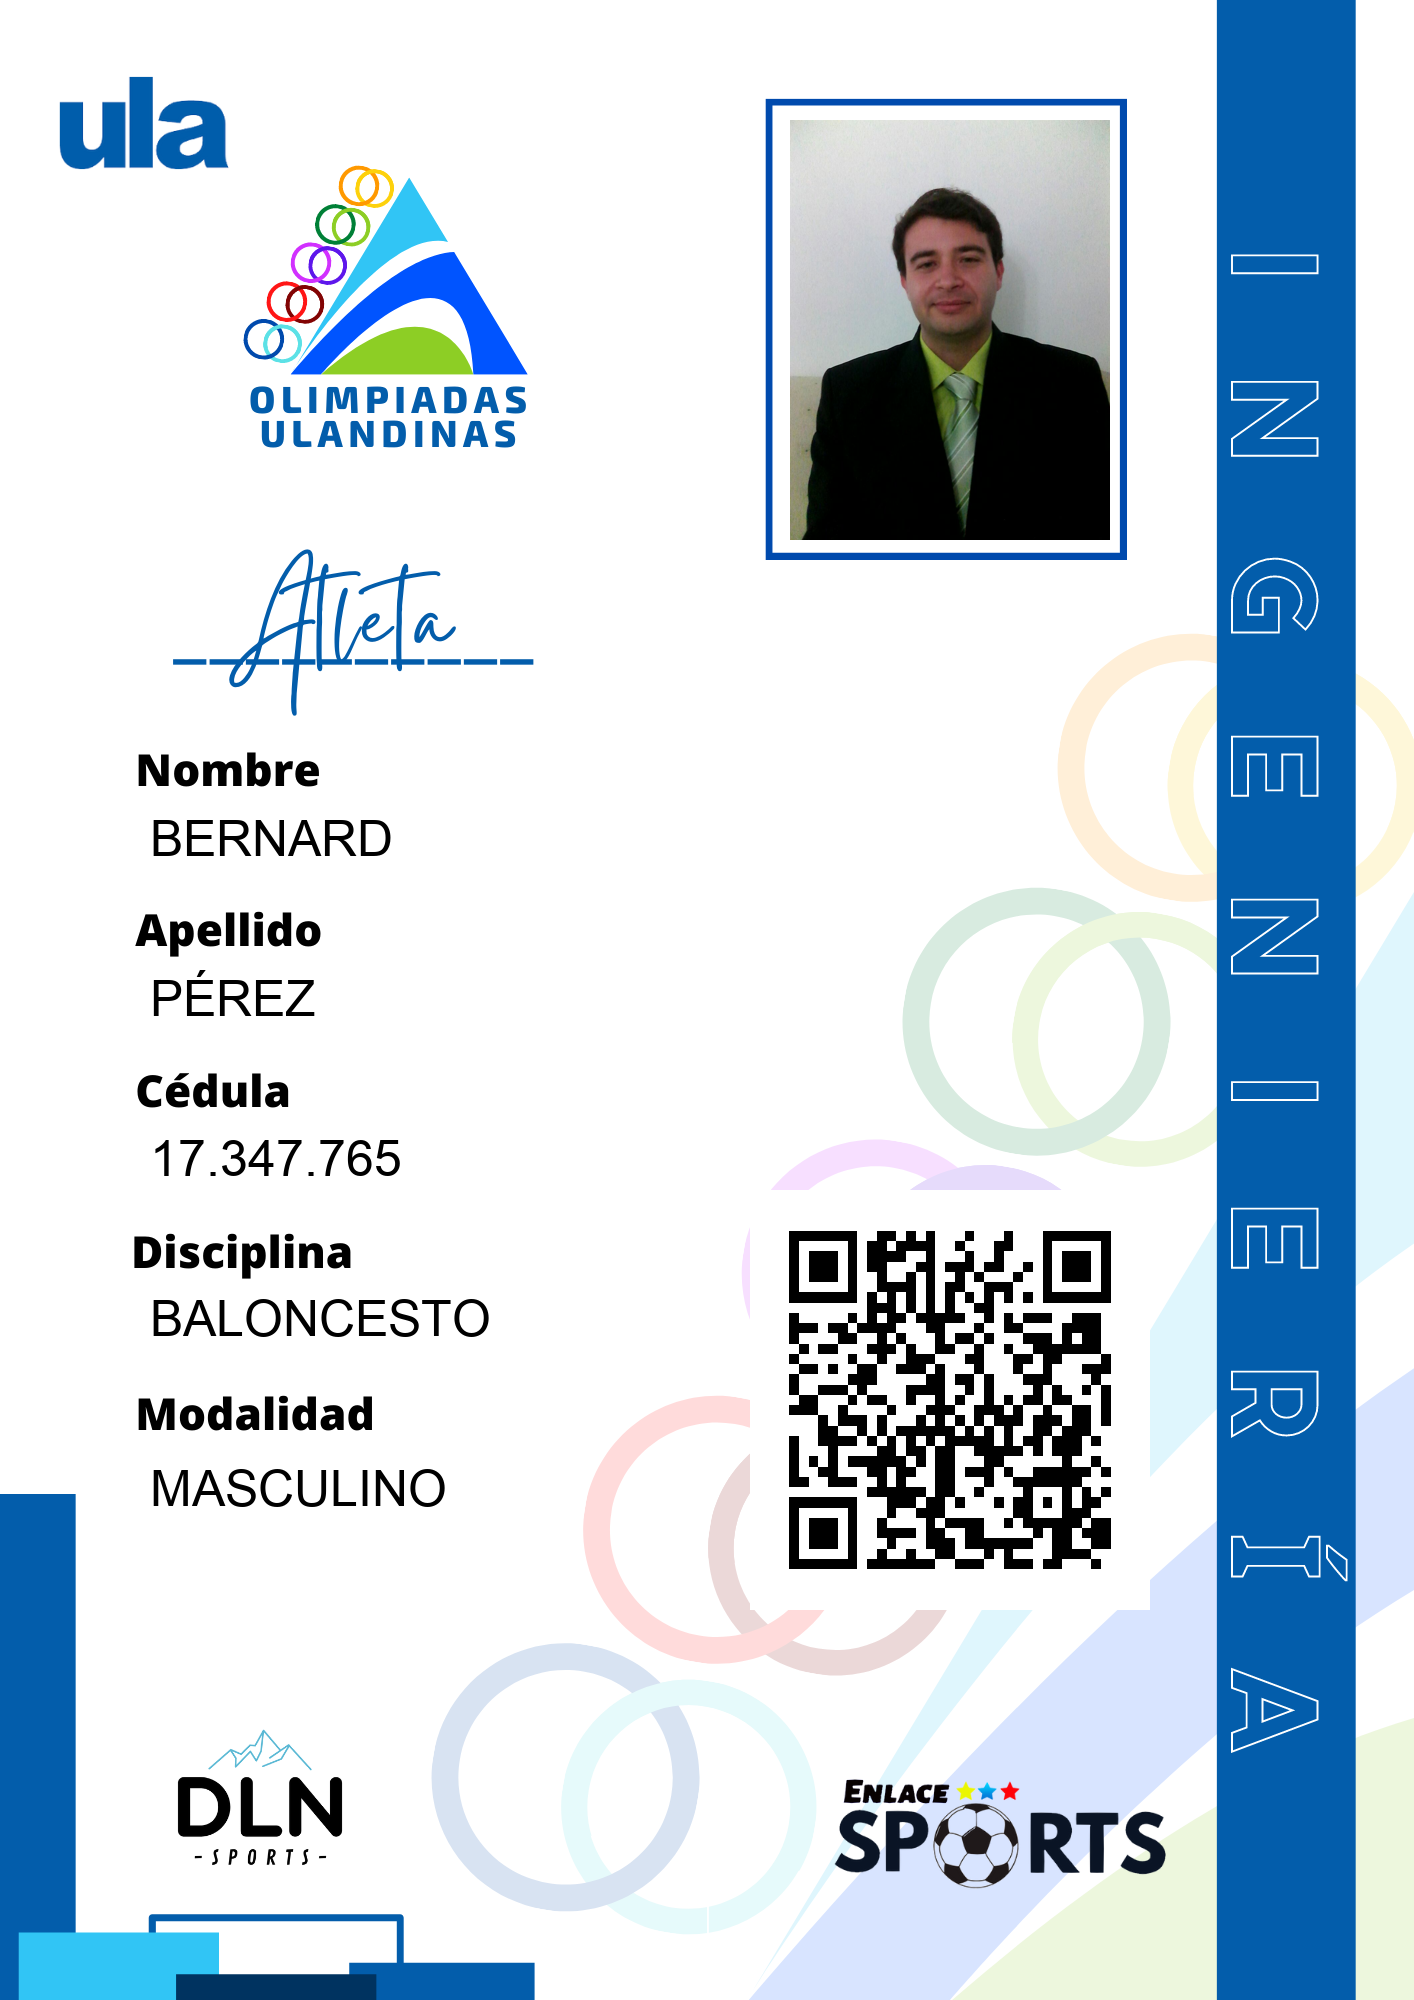 ula
OLIMPIADAS
ULANDINAS
Atleta
Nombre
BERNARD
Apellido
PÉREZ
Cédula
17.347.765
Disciplina
BALONCESTO
Modalidad
MASCULINO
INGENIERÍA
DLN
-SPORTS-
ENLACE
SPORTS